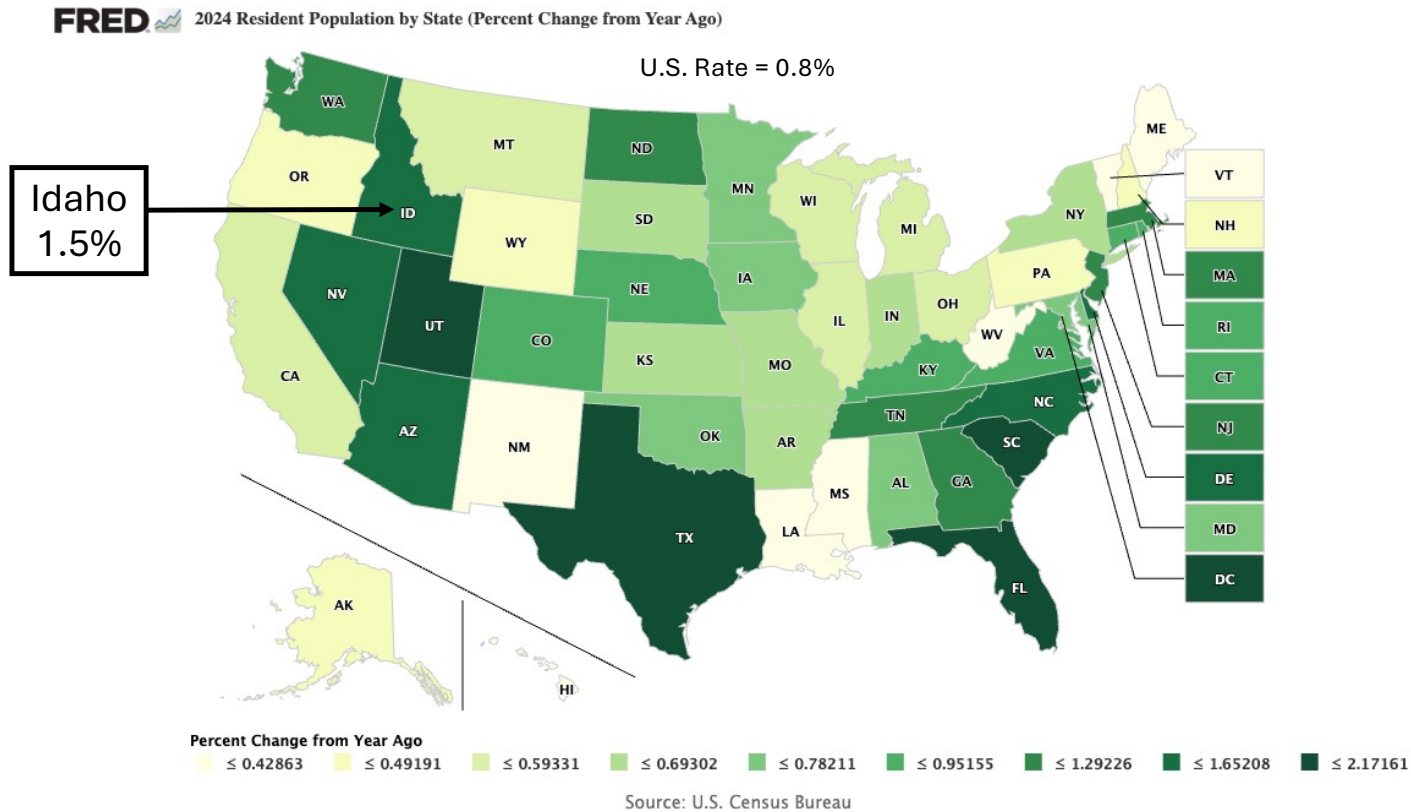 FRED 2024 Resident Population by State (Percent Change from Year Ago)
U.S. Rate = 0.8%
Idaho
1.5%
WA
MT
ND
MN
ME
OR
ID
WY
SD
WI
MI
NY
VT
NH
MA
RI
CT
NJ
DE
MD
DC
NV
UT
CO
NE
IA
IL
IN
OH
PA
WV
VA
CA
KS
MO
KY
AZ
NM
OK
AR
TN
NC
SC
TX
LA
MS
AL
GA
FL
AK
HI
Percent Change from Year Ago
≤ 0.42863 ≤ 0.49191 ≤ 0.59331 ≤ 0.69302 ≤ 0.78211 ≤ 0.95155 ≤ 1.29226 ≤ 1.65208 ≤ 2.17161
Source: U.S. Census Bureau